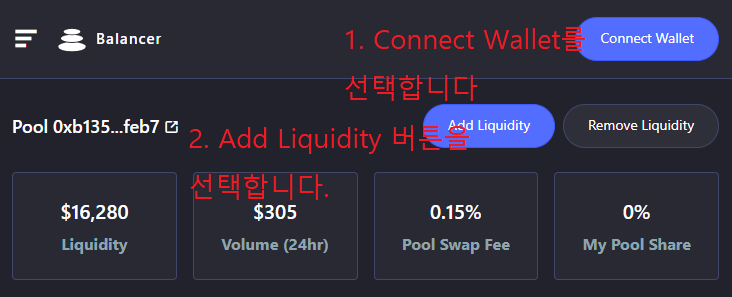 Balancer
1. Connect Wallet를
선택합니다
Connect Wallet
Pool 0xb135...feb7
2. Add Liquidity 버튼을
선택합니다.
Add Liquidity
Remove Liquidity
$16,280
Liquidity
$305
Volume (24hr)
0.15%
Pool Swap Fee
0%
My Pool Share